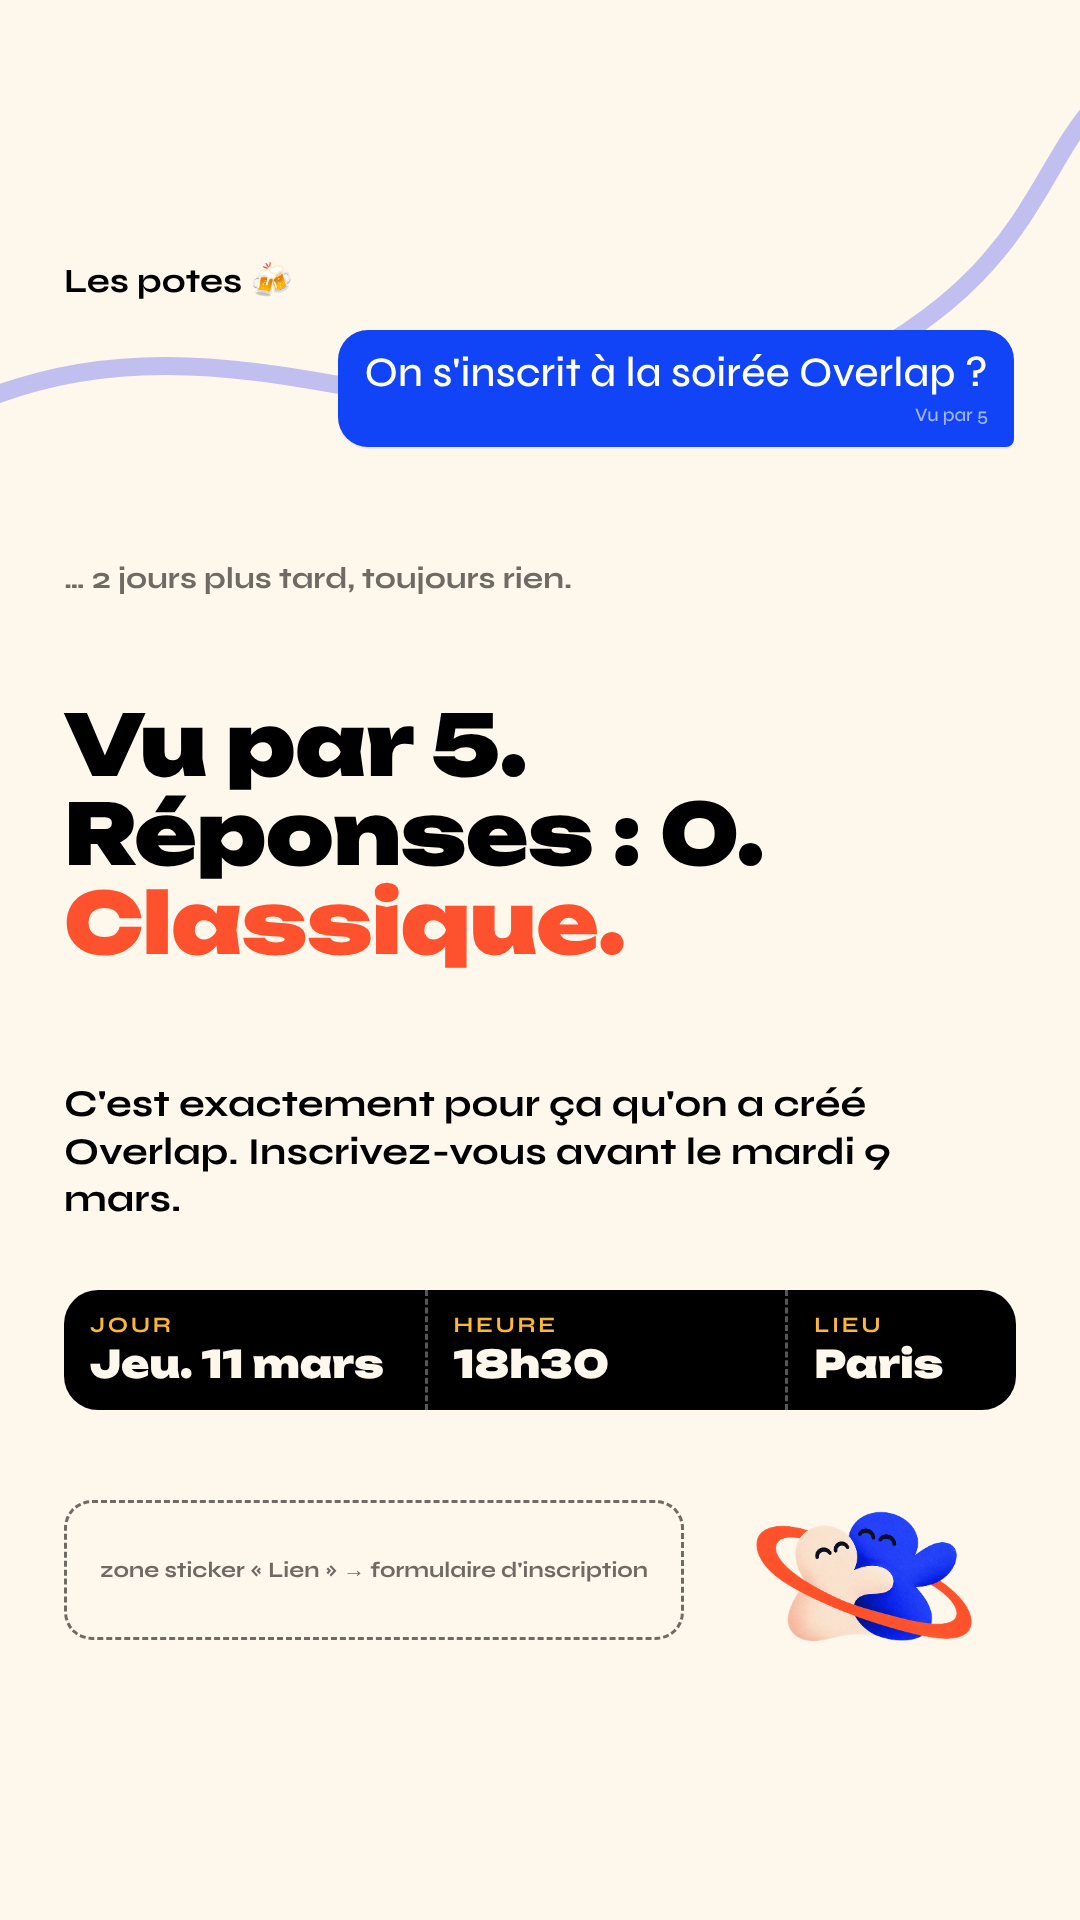 Les potes 🍻
On s'inscrit à la soirée Overlap ?
Vu par 5
... 2 jours plus tard, toujours rien.
Vu par 5.
Réponses : 0.
Classique.
C'est exactement pour ça qu'on a créé
Overlap. Inscrivez-vous avant le mardi 9
mars.
JOUR
Jeu. 11 mars
HEURE
18h30
LIEU
Paris
zone sticker « Lien » → formulaire d'inscription